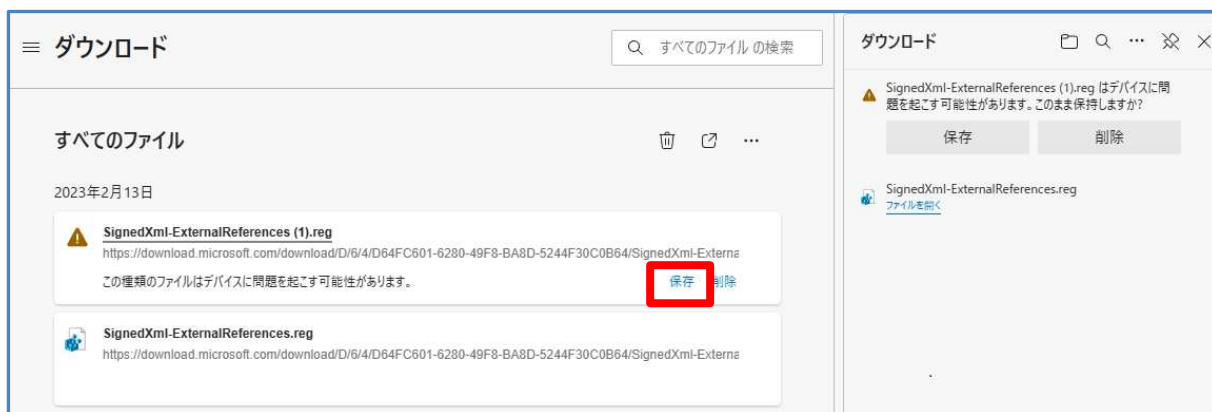 ダウンロード
すべてのファイル の検索
すべてのファイル
2023年2月13日
SignedXml-ExternalReferences (1).reg
https://download.microsoft.com/download/D/6/4/D64FC601-6280-49F8-BA8D-5244F30C0B64/SignedXml-Externa
この種類のファイルはデバイスに問題を起こす可能性があります。
保存 削除
SignedXml-ExternalReferences.reg
https://download.microsoft.com/download/D/6/4/D64FC601-6280-49F8-BA8D-5244F30C0B64/SignedXml-Externa
ダウンロード
SignedXml-ExternalReferences (1).reg はデバイスに問
題を起こす可能性があります。このまま保持しますか?
保存 削除
SignedXml-ExternalReferences.reg
ファイルを開く